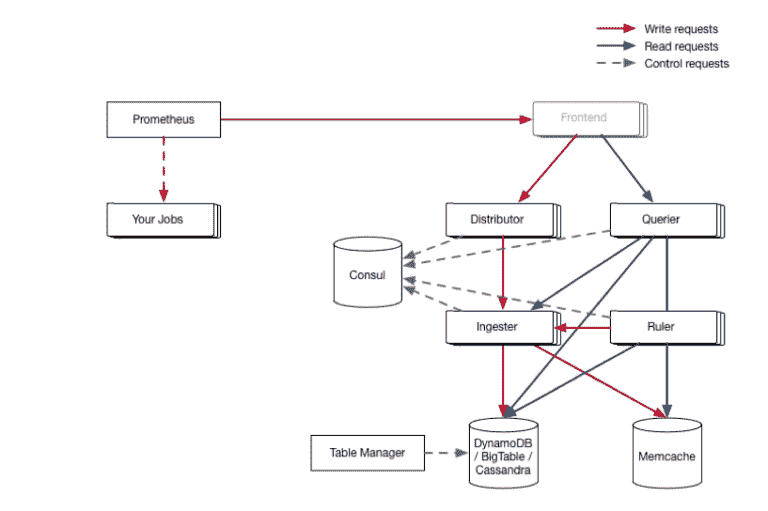 Write requests
Read requests
Control requests
Prometheus
Frontend
Your Jobs
Distributor
Querier
Consul
Ingester
Ruler
Table Manager
DynamoDB
/ BigTable /
Cassandra
Memcache